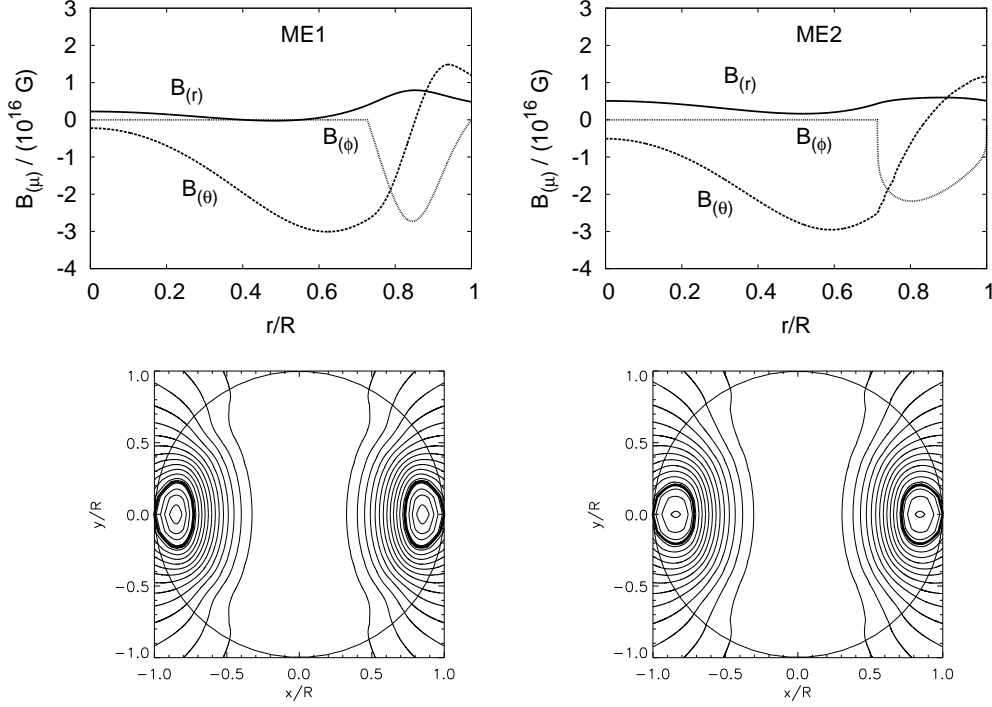 ME1
B(μ) / (10^16 G)
3
2
1
0
-1
-2
-3
-4
B(r)
B(ϕ)
B(θ)
0 0.2 0.4 0.6 0.8 1
r/R
ME2
B(μ) / (10^16 G)
3
2
1
0
-1
-2
-3
-4
B(r)
B(ϕ)
B(θ)
0 0.2 0.4 0.6 0.8 1
r/R
y/R
1.0
0.5
0.0
−0.5
−1.0
−1.0 −0.5 0.0 0.5 1.0
x/R
y/R
1.0
0.5
0.0
−0.5
−1.0
−1.0 −0.5 0.0 0.5 1.0
x/R